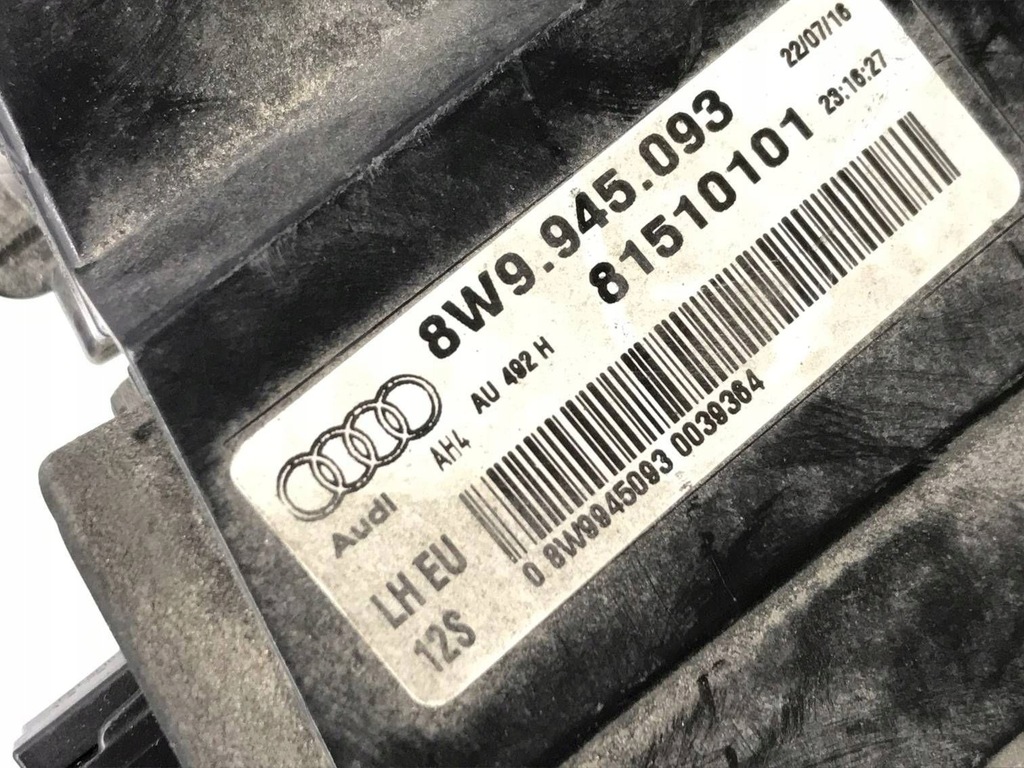 22/07/16
8W9.945.093
81510101 23:16:27
AU 492 H
AH4
Audi
LH EU
12S
0 8W9945093 0039364